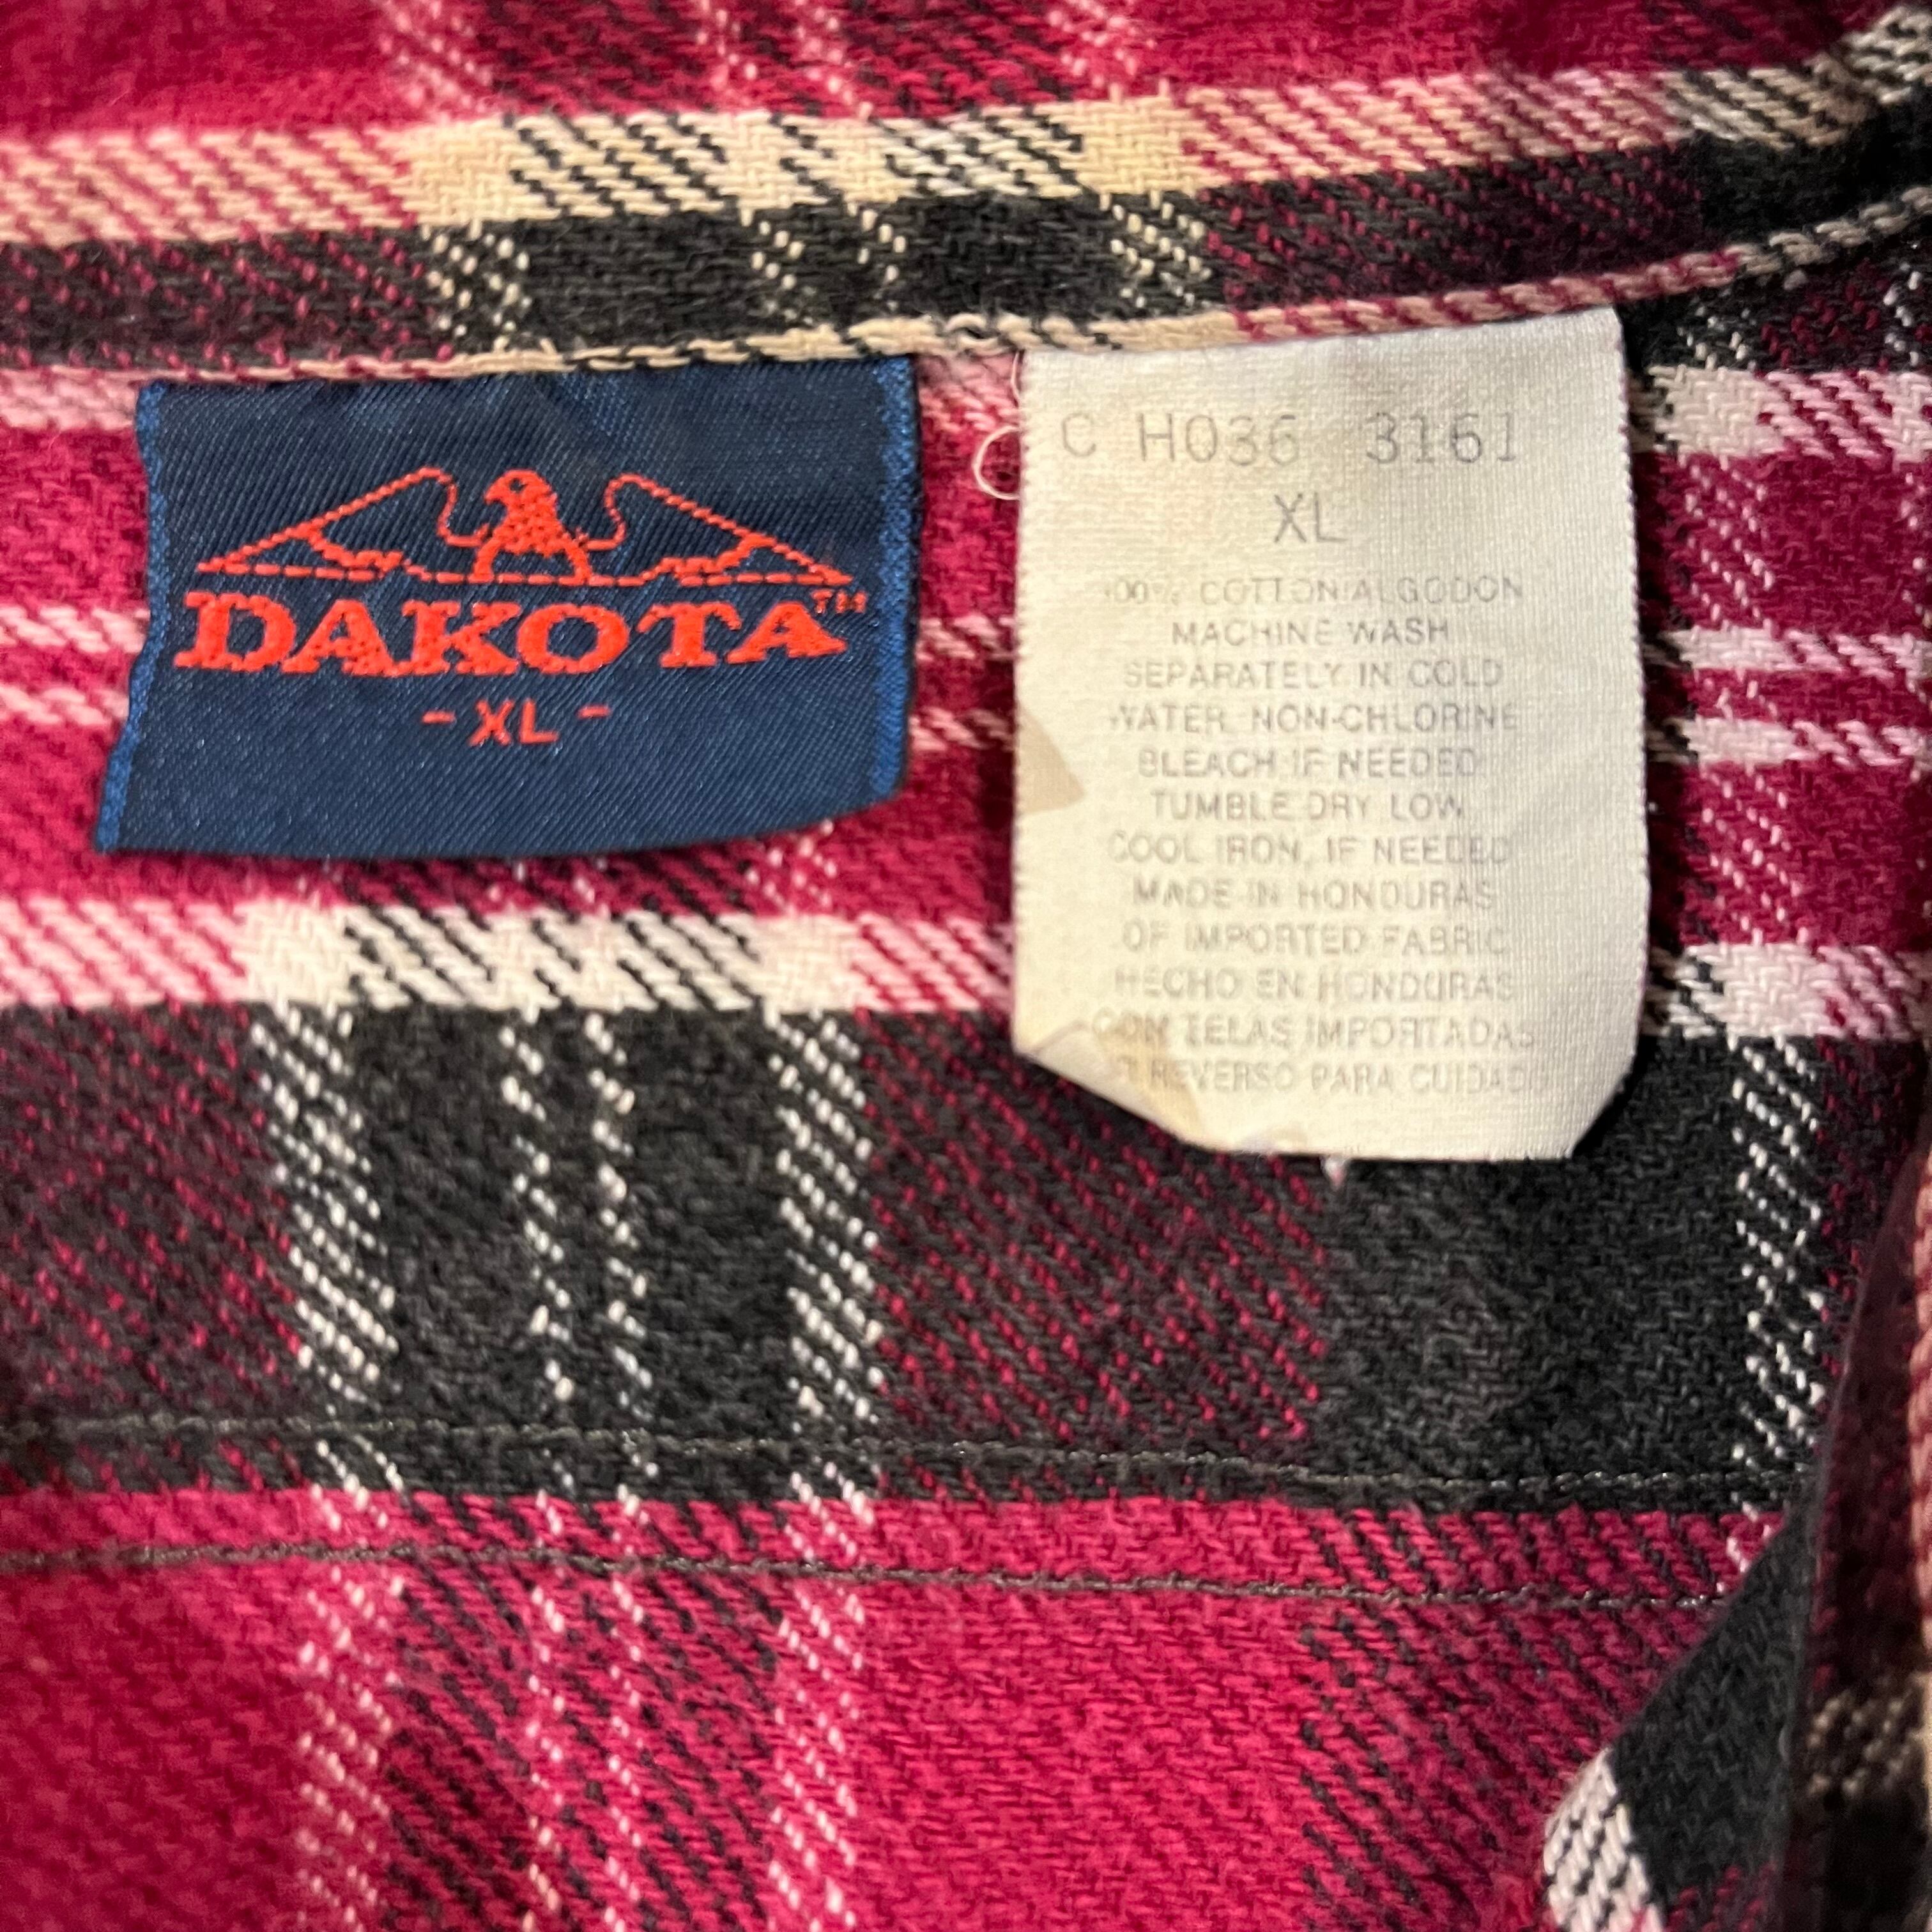 DAKOTA™
- XL -
C H036 3161
XL
100% COTTON/ALGODON
MACHINE WASH
SEPARATELY IN COLD
WATER, NON-CHLORINE
BLEACH IF NEEDED
TUMBLE DRY LOW
COOL IRON, IF NEEDED
MADE IN HONDURAS
OF IMPORTED FABRIC
HECHO EN HONDURAS
CON TELAS IMPORTADAS
REVERSO PARA CUIDADO